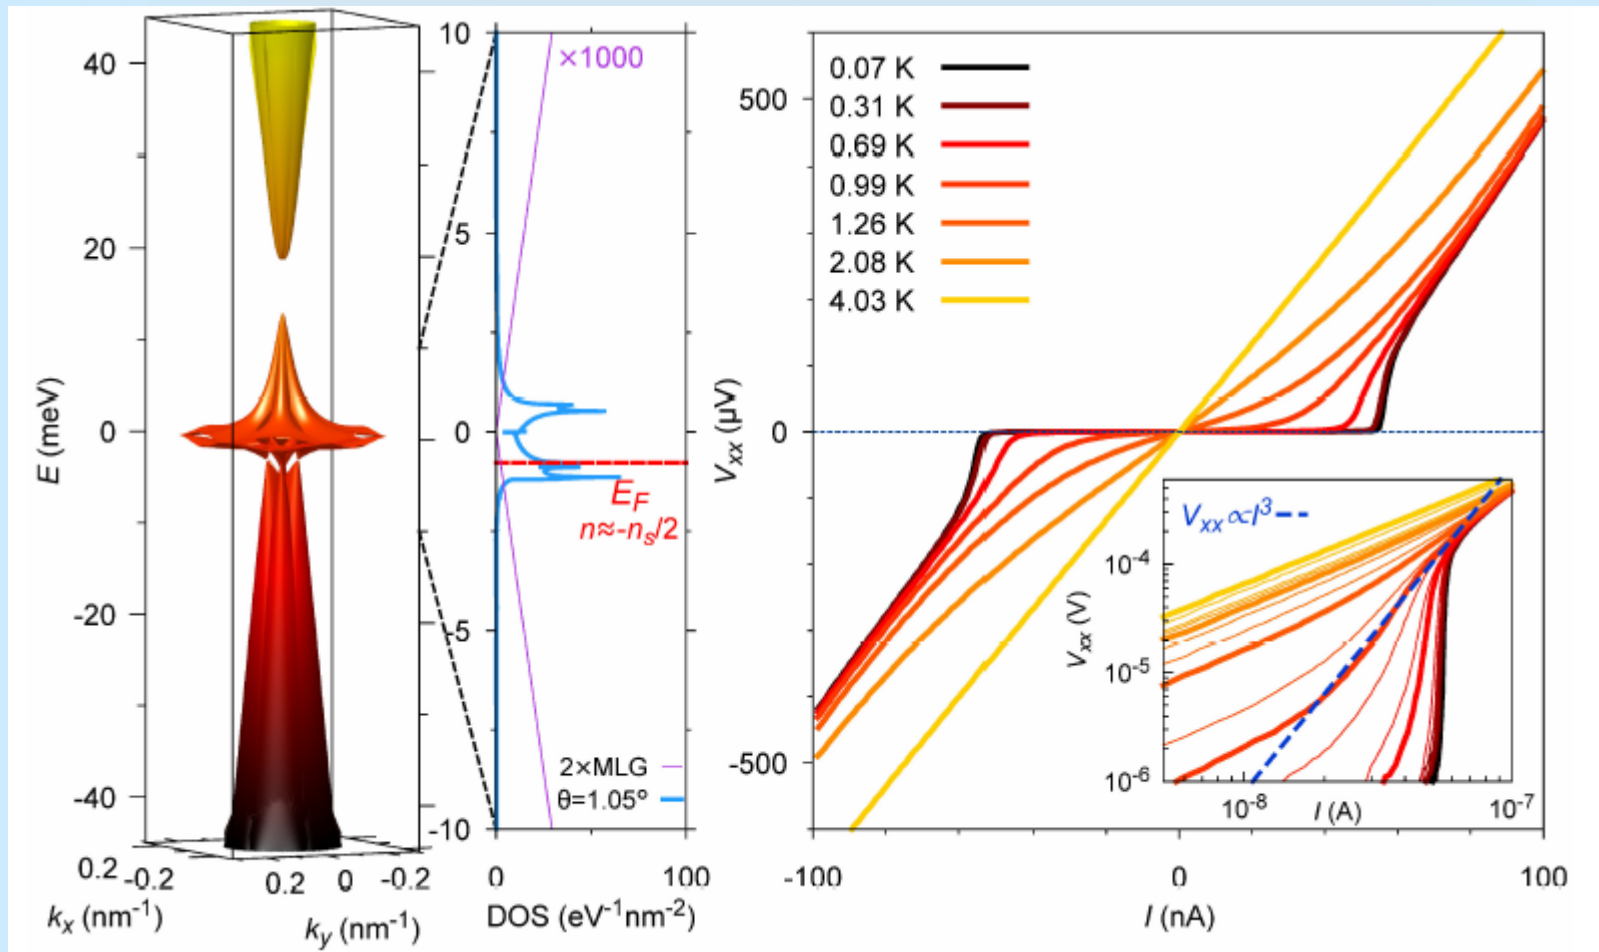 40
20
0
-20
-40
E (meV)
0.2
-0.2
0.2
0
-0.2
kx (nm-1)
ky (nm-1)
10
5
0
-5
-10
×1000
EF
n≈-ns/2
2×MLG
θ=1.05°
0
100
DOS (eV-1nm-2)
500
0
-500
Vxx (µV)
0.07 K
0.31 K
0.69 K
0.99 K
1.26 K
2.08 K
4.03 K
Vxx ∝I3
10-4
10-5
10-6
Vxx (V)
10-8
I (A)
10-7
-100
0
100
I (nA)